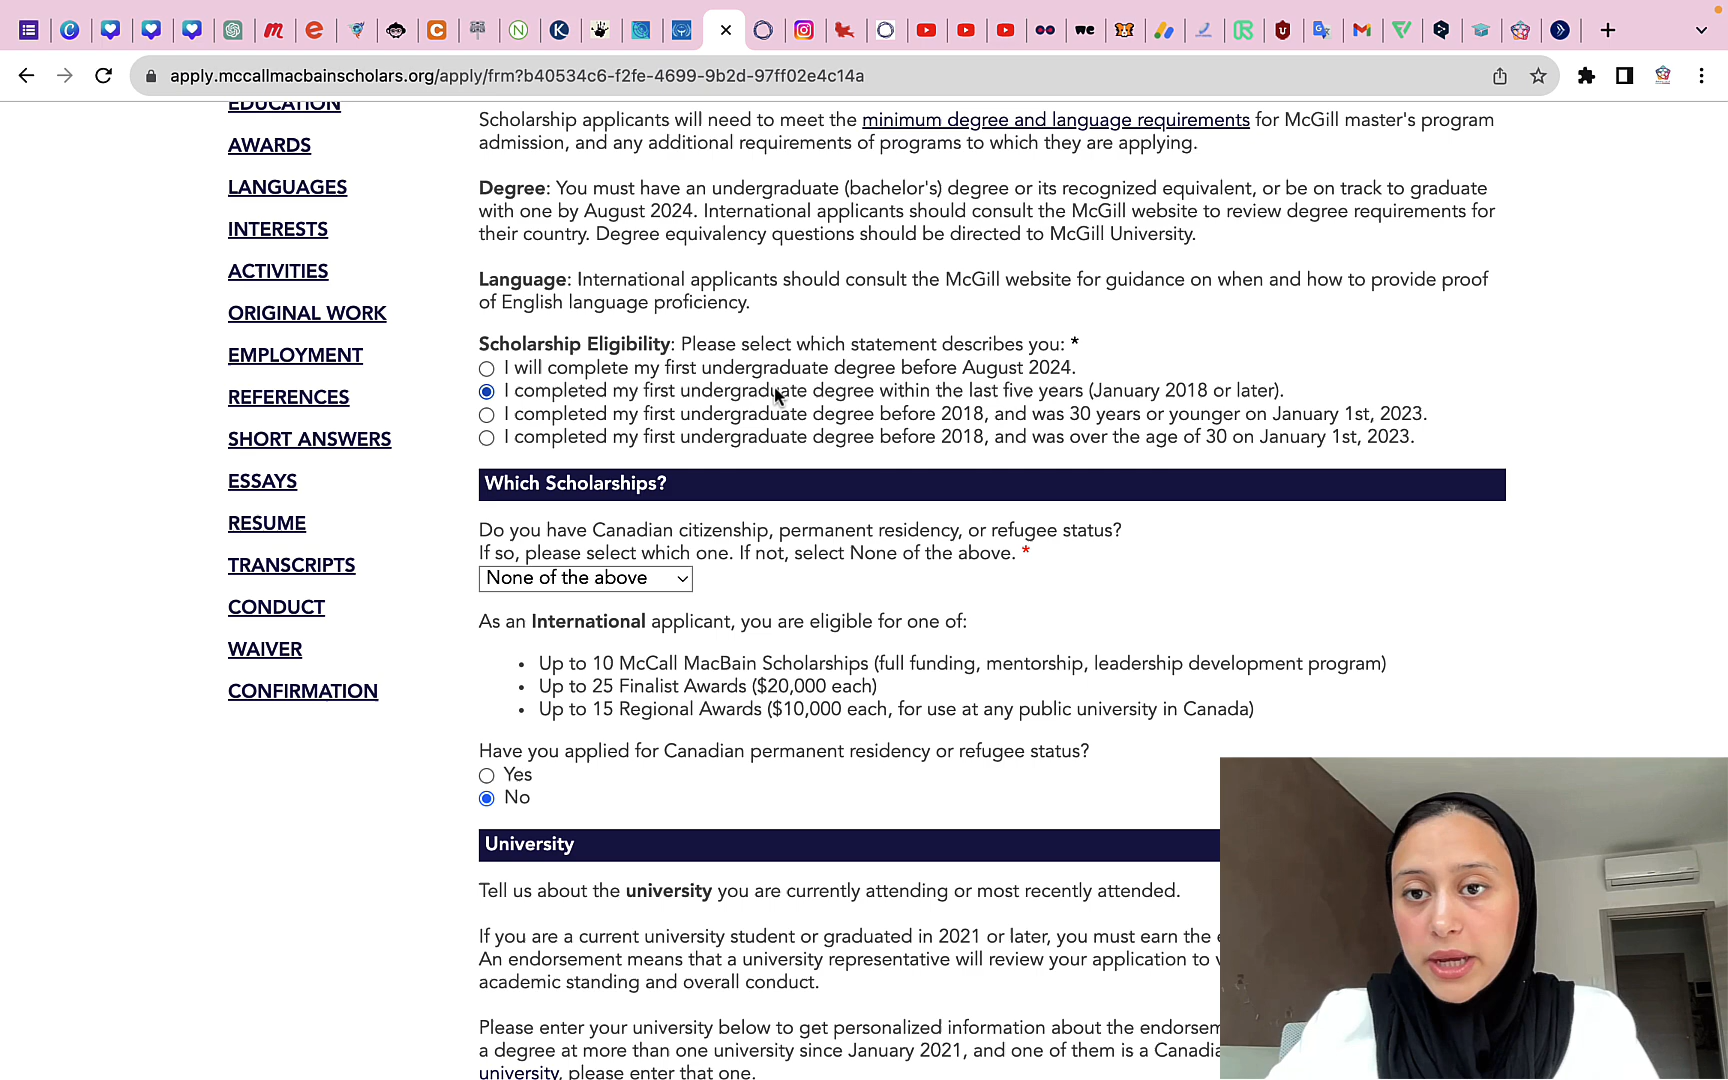 apply.mccallmacbainscholars.org/apply/frm?b40534c6-f2fe-4699-9b2d-97ff02e4c14a
EDUCATION
AWARDS
LANGUAGES
INTERESTS
ACTIVITIES
ORIGINAL WORK
EMPLOYMENT
REFERENCES
SHORT ANSWERS
ESSAYS
RESUME
TRANSCRIPTS
CONDUCT
WAIVER
CONFIRMATION
Scholarship applicants will need to meet the minimum degree and language requirements for McGill master's program
admission, and any additional requirements of programs to which they are applying.
Degree: You must have an undergraduate (bachelor's) degree or its recognized equivalent, or be on track to graduate
with one by August 2024. International applicants should consult the McGill website to review degree requirements for
their country. Degree equivalency questions should be directed to McGill University.
Language: International applicants should consult the McGill website for guidance on when and how to provide proof
of English language proficiency.
Scholarship Eligibility: Please select which statement describes you: *
I will complete my first undergraduate degree before August 2024.
I completed my first undergraduate degree within the last five years (January 2018 or later).
I completed my first undergraduate degree before 2018, and was 30 years or younger on January 1st, 2023.
I completed my first undergraduate degree before 2018, and was over the age of 30 on January 1st, 2023.
Which Scholarships?
Do you have Canadian citizenship, permanent residency, or refugee status?
If so, please select which one. If not, select None of the above. *
None of the above
As an International applicant, you are eligible for one of:
• Up to 10 McCall MacBain Scholarships (full funding, mentorship, leadership development program)
• Up to 25 Finalist Awards ($20,000 each)
• Up to 15 Regional Awards ($10,000 each, for use at any public university in Canada)
Have you applied for Canadian permanent residency or refugee status?
Yes
No
University
Tell us about the university you are currently attending or most recently attended.
If you are a current university student or graduated in 2021 or later, you must earn the
An endorsement means that a university representative will review your application to
academic standing and overall conduct.
Please enter your university below to get personalized information about the
a degree at more than one university since January 2021, and one of them is a
university, please enter that one.